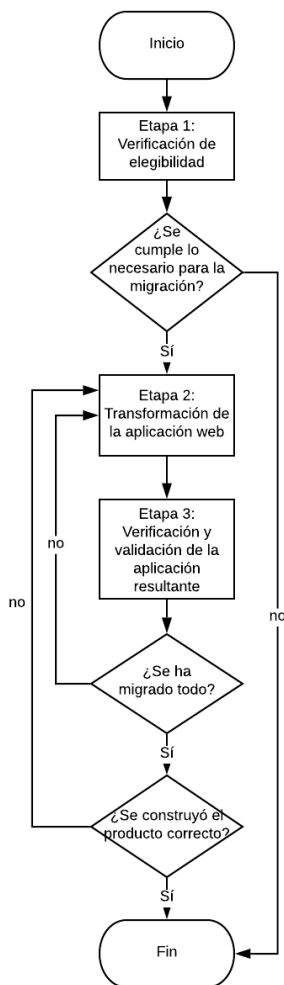 Inicio
Etapa 1:
Verificación de
elegibilidad
¿Se
cumple lo
necesario para la
migración?
Sí
Etapa 2:
Transformación de
la aplicación web
Etapa 3:
Verificación y
validación de la
aplicación
resultante
no
no
no
¿Se ha
migrado todo?
Sí
¿Se construyó el
producto correcto?
Sí
Fin